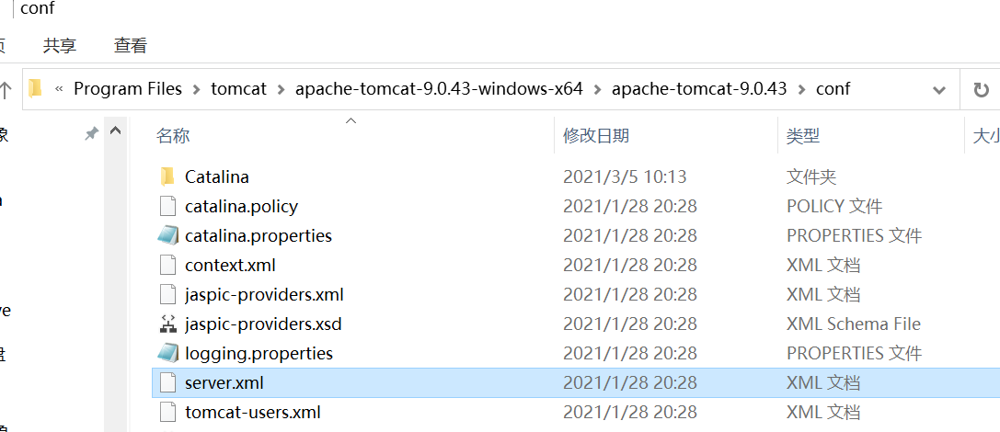 conf
共享 查看
« Program Files > tomcat > apache-tomcat-9.0.43-windows-x64 > apache-tomcat-9.0.43 > conf
名称 修改日期 类型 大小
Catalina 2021/3/5 10:13 文件夹
catalina.policy 2021/1/28 20:28 POLICY 文件
catalina.properties 2021/1/28 20:28 PROPERTIES 文件
context.xml 2021/1/28 20:28 XML 文档
jaspic-providers.xml 2021/1/28 20:28 XML 文档
jaspic-providers.xsd 2021/1/28 20:28 XML Schema File
logging.properties 2021/1/28 20:28 PROPERTIES 文件
server.xml 2021/1/28 20:28 XML 文档
tomcat-users.xml 2021/1/28 20:28 XML 文档